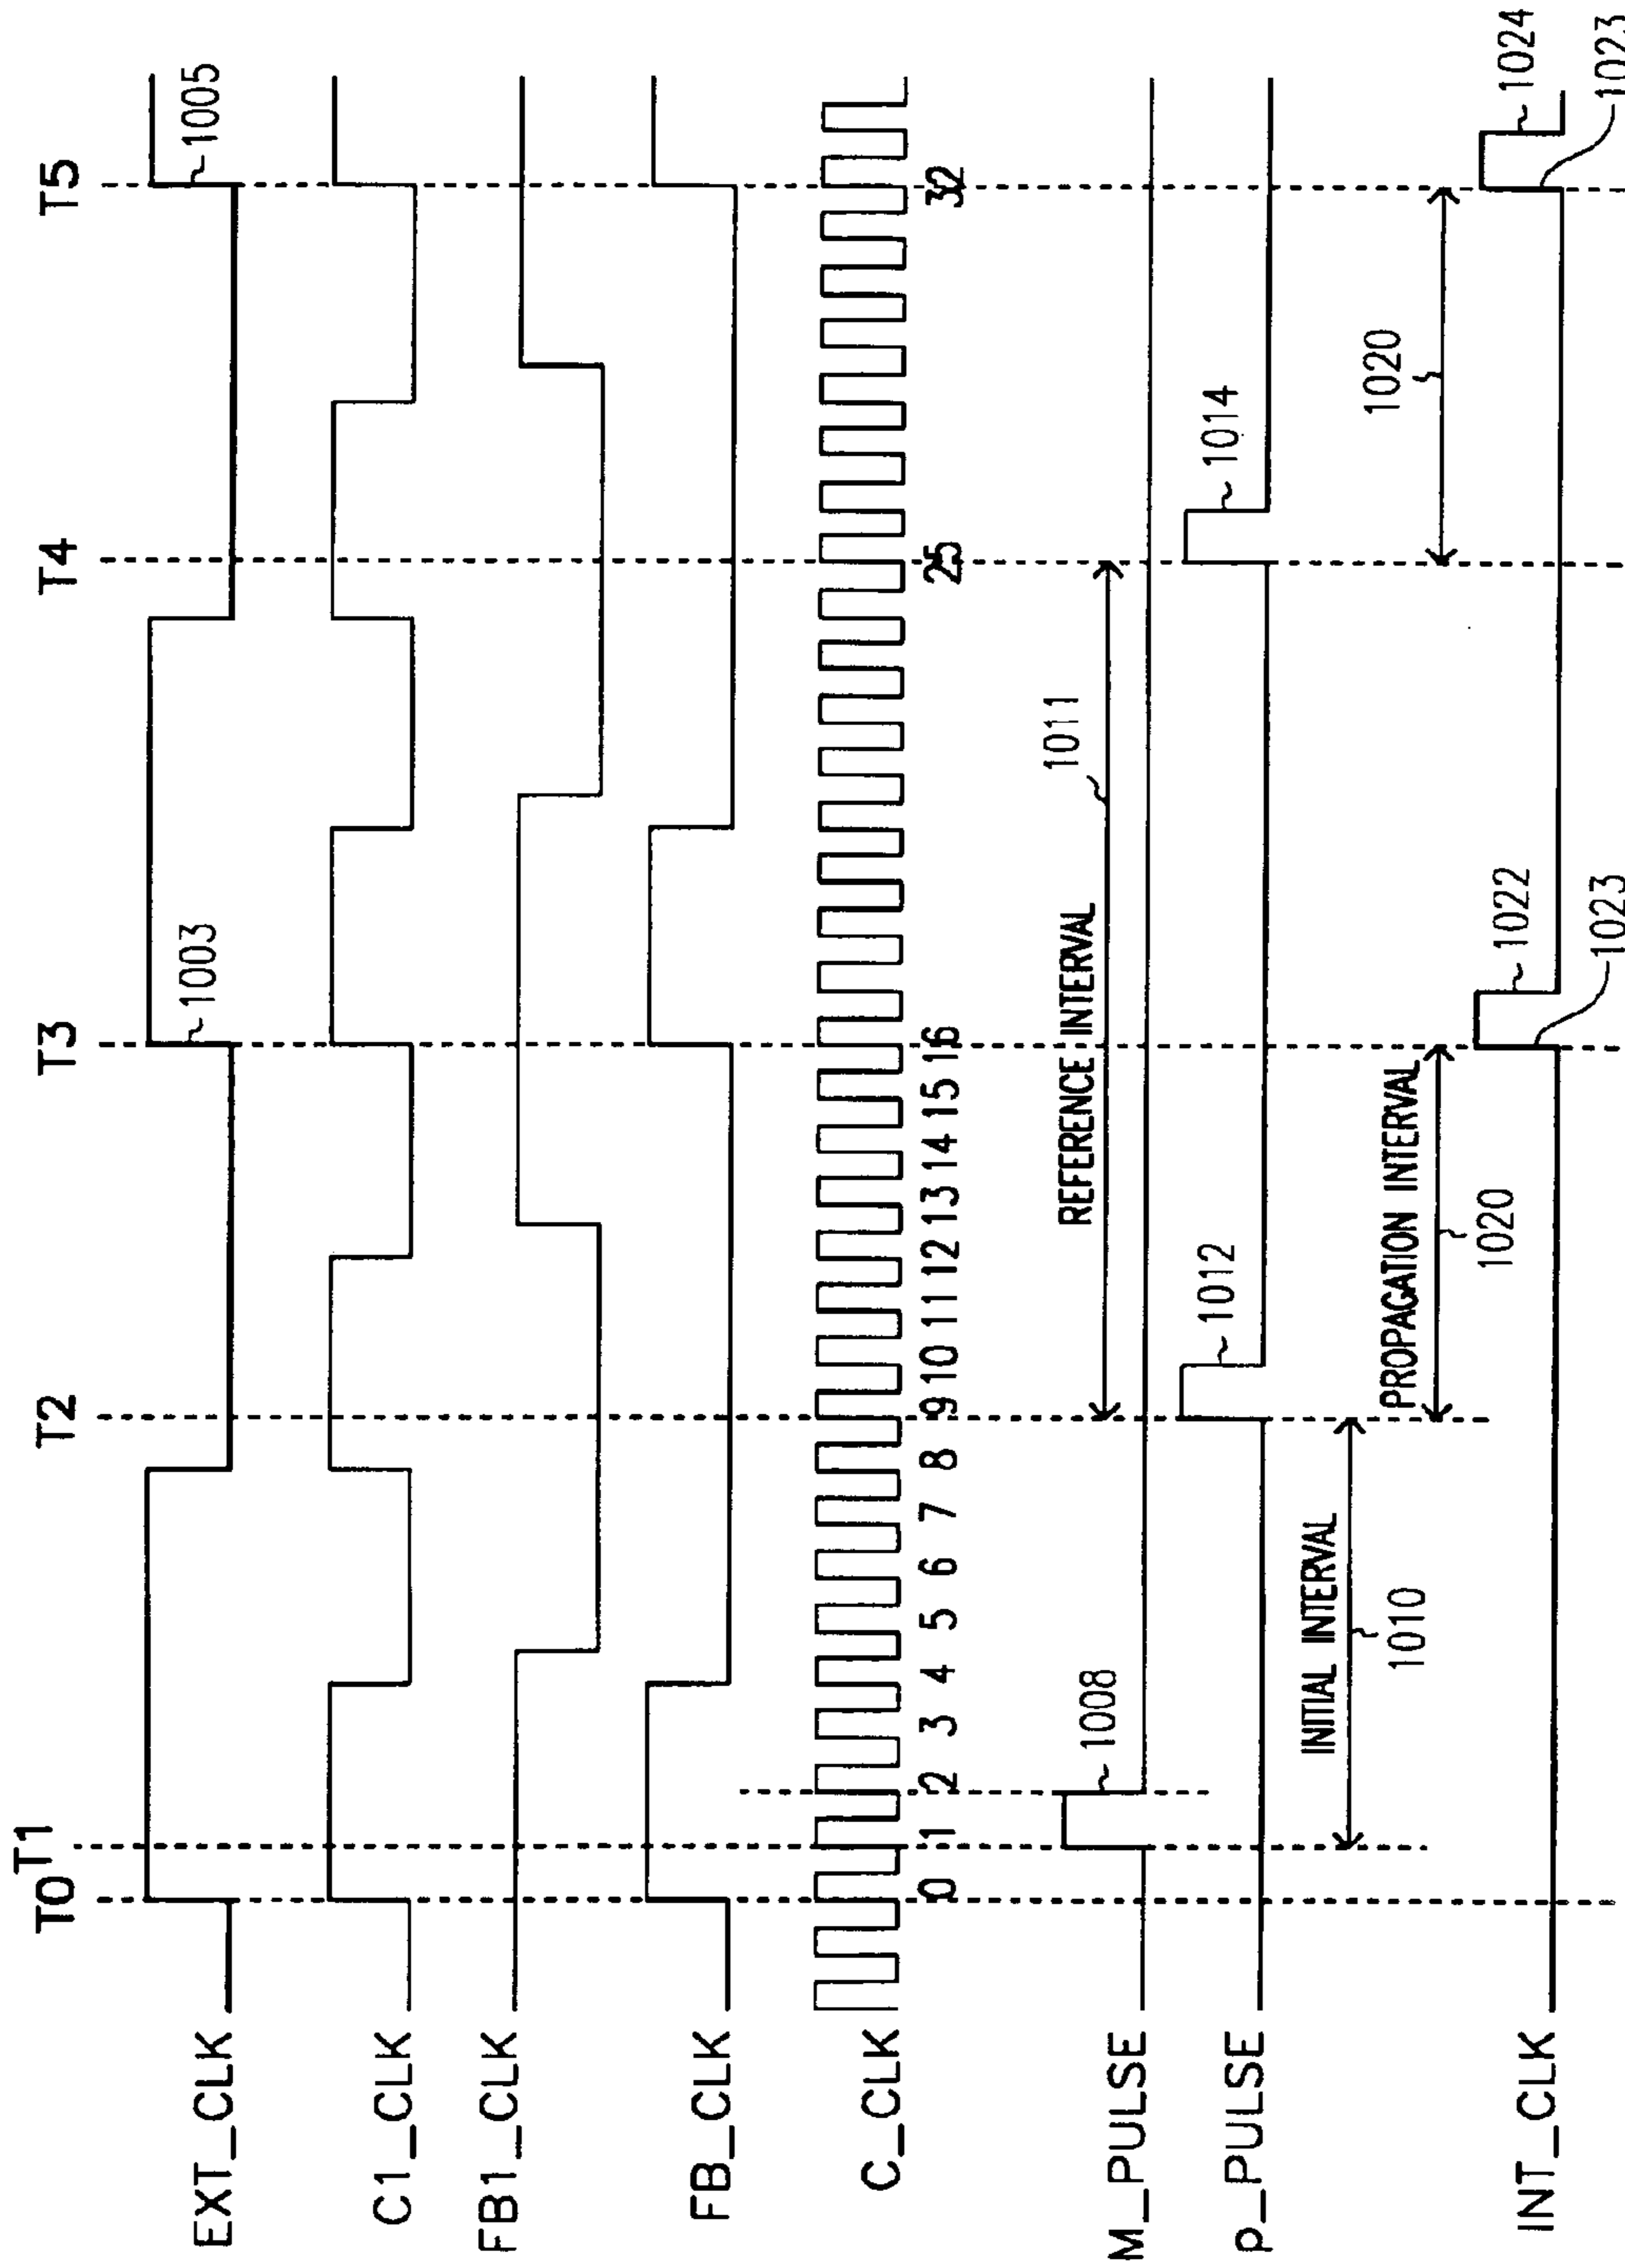 T0 T1 T2 T3 T4 T5
EXT_CLK
1003
1005
C1_CLK
FB1_CLK
FB_CLK
C_CLK
0 1 2 3 4 5 6 7 8 9 10 11 12 13 14 15 16 25 32
M_PULSE
1008
REFERENCE INTERVAL
1011
p_PULSE
1012
1014
INITIAL INTERVAL
1010
PROPAGATION INTERVAL
1020
1020
INT_CLK
1022
1023
1024
1023